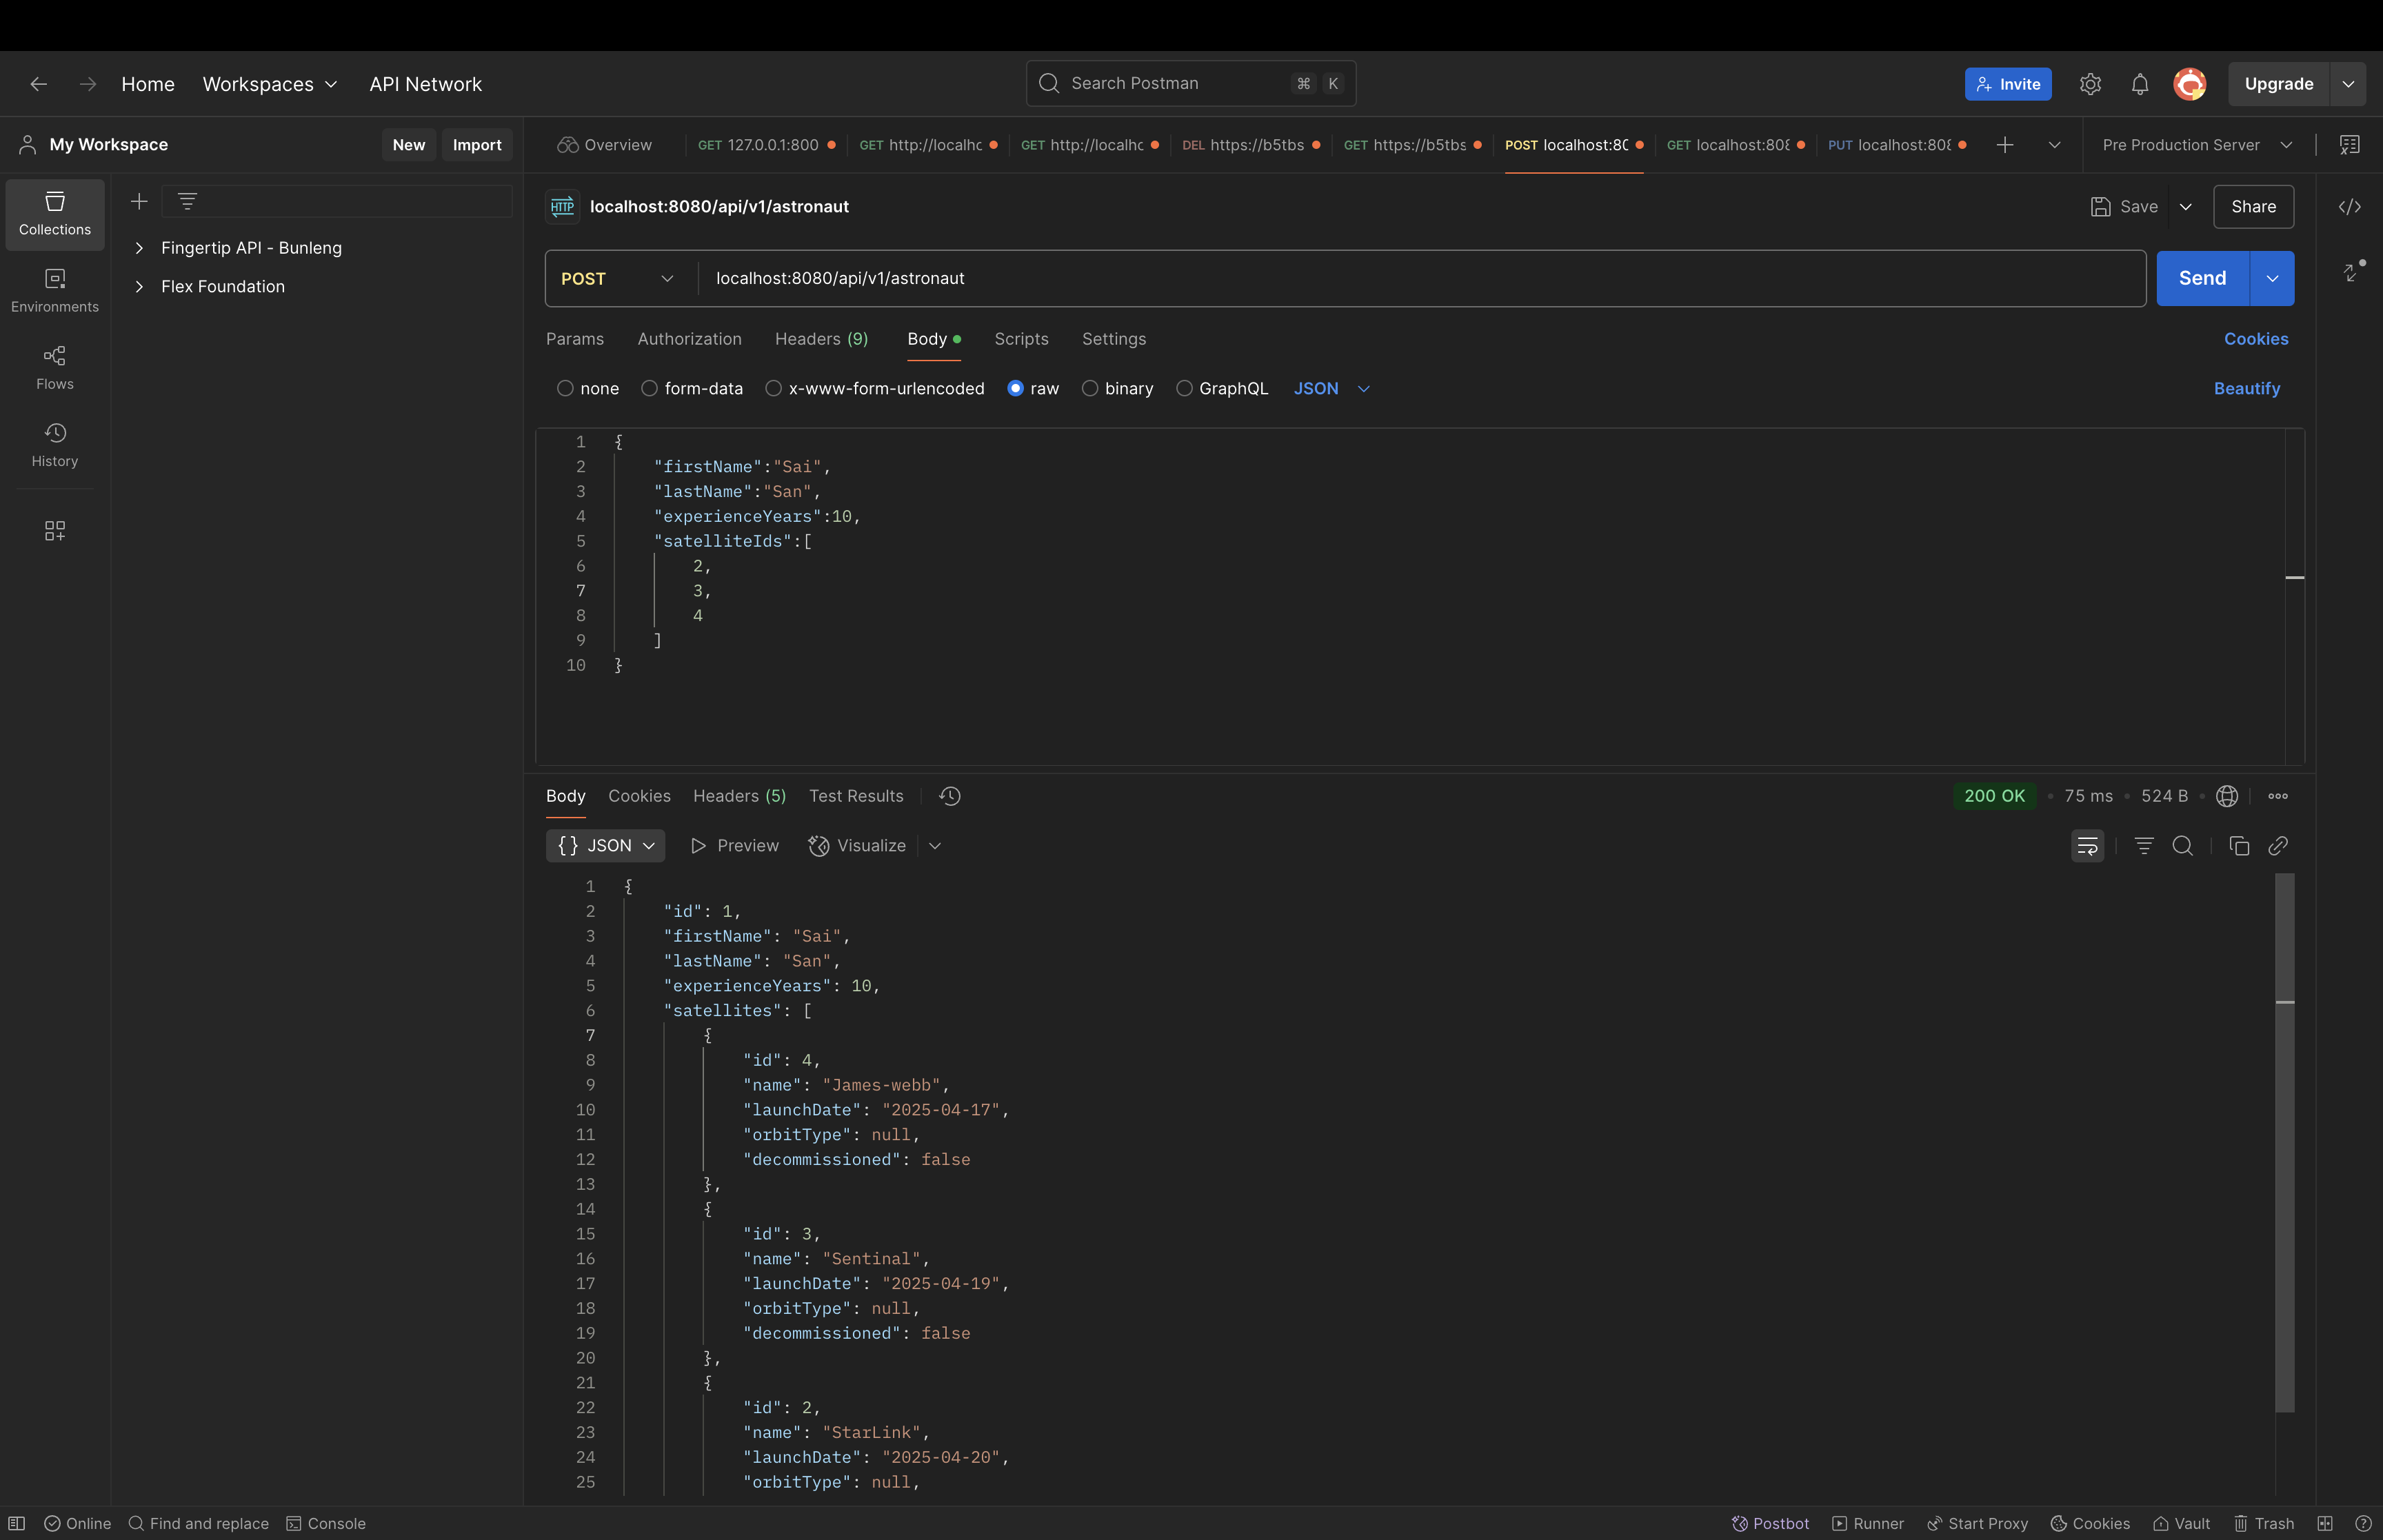 Home Workspaces API Network
Search Postman ⌘ K
Invite Upgrade
My Workspace New Import
Overview GET 127.0.0.1:800 GET http://localhc GET http://localhc DEL https://b5tbs GET https://b5tbs POST localhost:8C GET localhost:808 PUT localhost:808 Pre Production Server
Collections
Environments
Flows
History
Fingertip API - Bunleng
Flex Foundation
HTTP localhost:8080/api/v1/astronaut Save Share
POST localhost:8080/api/v1/astronaut Send
Params Authorization Headers (9) Body Scripts Settings Cookies
none form-data x-www-form-urlencoded raw binary GraphQL JSON Beautify
1 {
2 "firstName":"Sai",
3 "lastName":"San",
4 "experienceYears":10,
5 "satelliteIds":[
6 2,
7 3,
8 4
9 ]
10 }
Body Cookies Headers (5) Test Results 200 OK • 75 ms • 524 B •
{ } JSON Preview Visualize
1 {
2 "id": 1,
3 "firstName": "Sai",
4 "lastName": "San",
5 "experienceYears": 10,
6 "satellites": [
7 {
8 "id": 4,
9 "name": "James-webb",
10 "launchDate": "2025-04-17",
11 "orbitType": null,
12 "decommissioned": false
13 },
14 {
15 "id": 3,
16 "name": "Sentinal",
17 "launchDate": "2025-04-19",
18 "orbitType": null,
19 "decommissioned": false
20 },
21 {
22 "id": 2,
23 "name": "StarLink",
24 "launchDate": "2025-04-20",
25 "orbitType": null,
Online Find and replace Console Postbot Runner Start Proxy Cookies Vault Trash